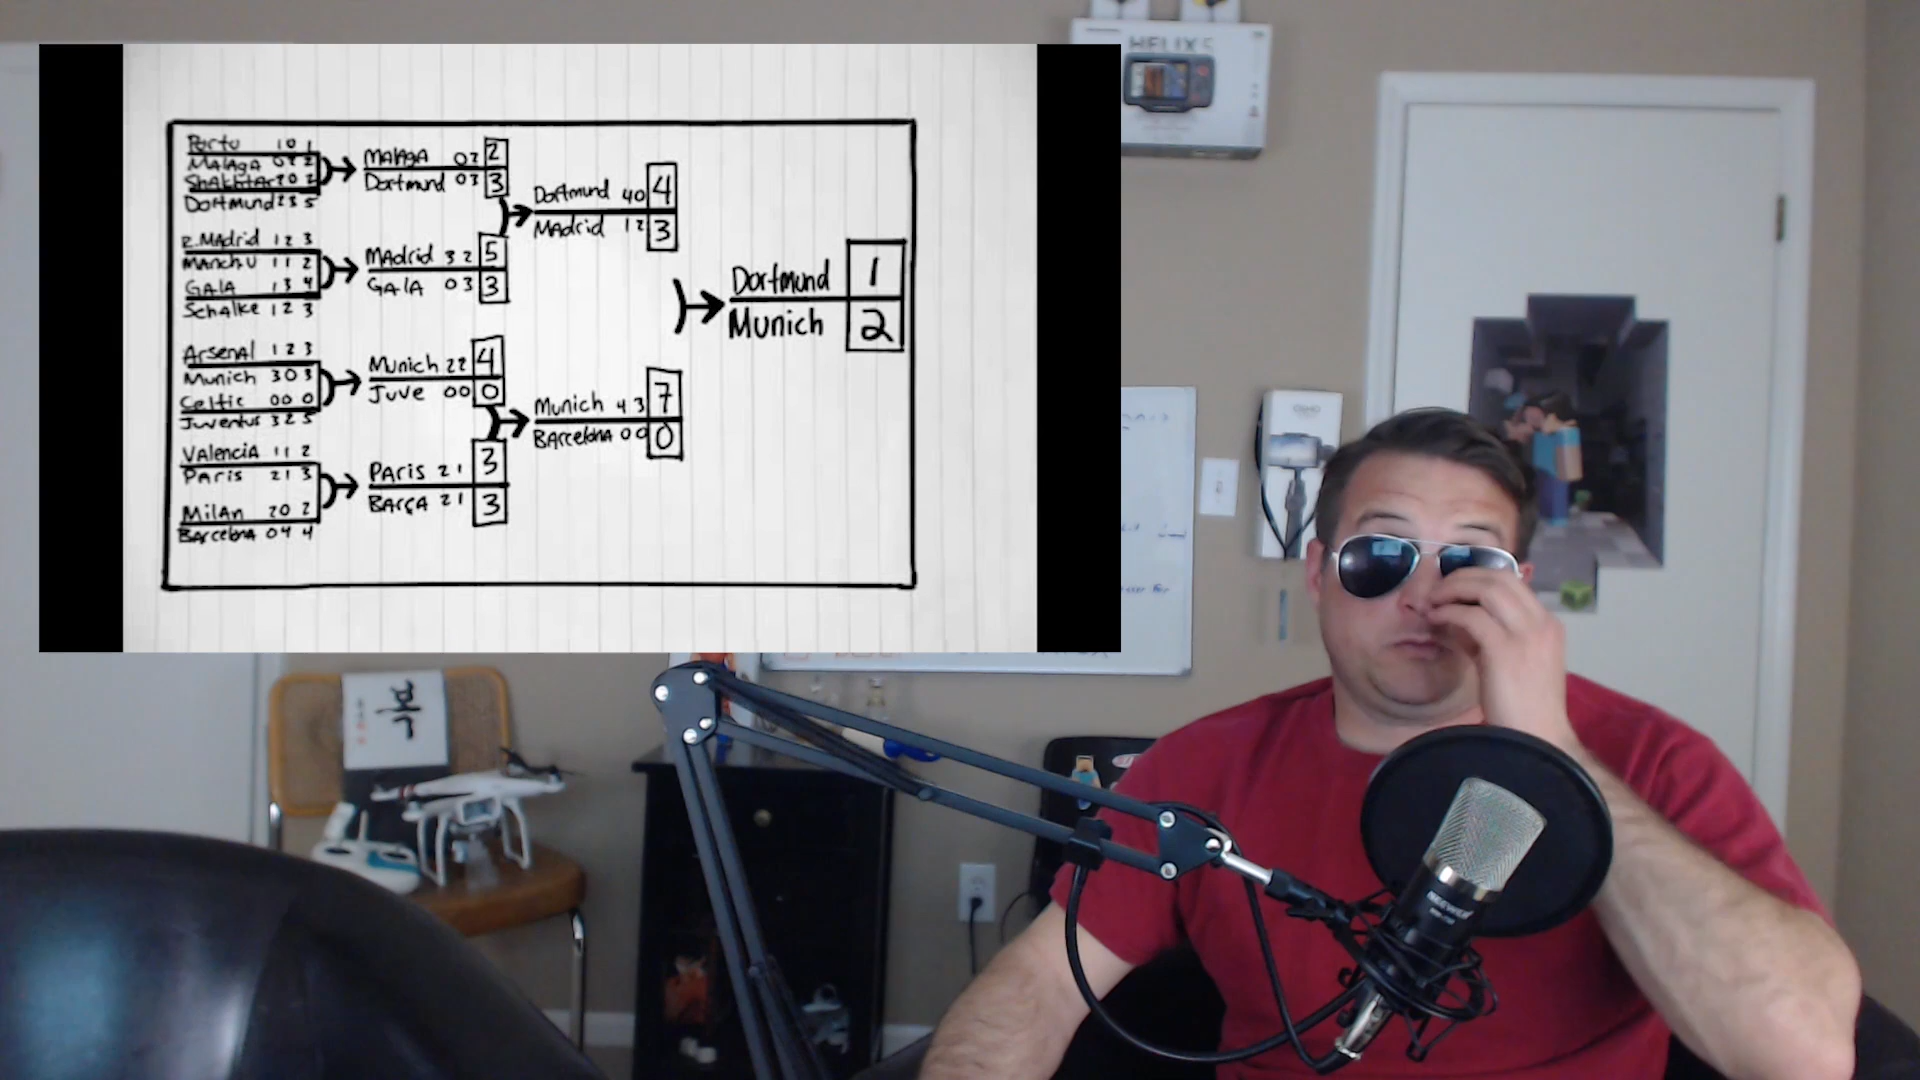 Porto 1 0 1
MALAGA 0 2 2
Shakhtar 2 0 2
Dortmund 2 3 5
R.MAdrid 1 2 3
MANch.U 1 1 2
GAlA 1 3 4
Schalke 1 2 3
ArSenAl 1 2 3
Munich 3 0 3
Celtic 0 0 0
Juventus 3 2 5
VAlenciA 1 1 2
PAris 2 1 3
MilAn 2 0 2
BArcelona 0 4 4
MAlAgA 0 2 2
Dortmund 0 3 3
MAdrid 3 2 5
GAlA 0 3 3
Munich 2 2 4
Juve 0 0 0
PAris 2 1 3
BArçA 2 1 3
Dortmund 4 0 4
MAdrid 1 2 3
Munich 4 3 7
BArcelona 0 0 0
Dortmund 1
Munich 2
HELIX 5
복
NEEWER